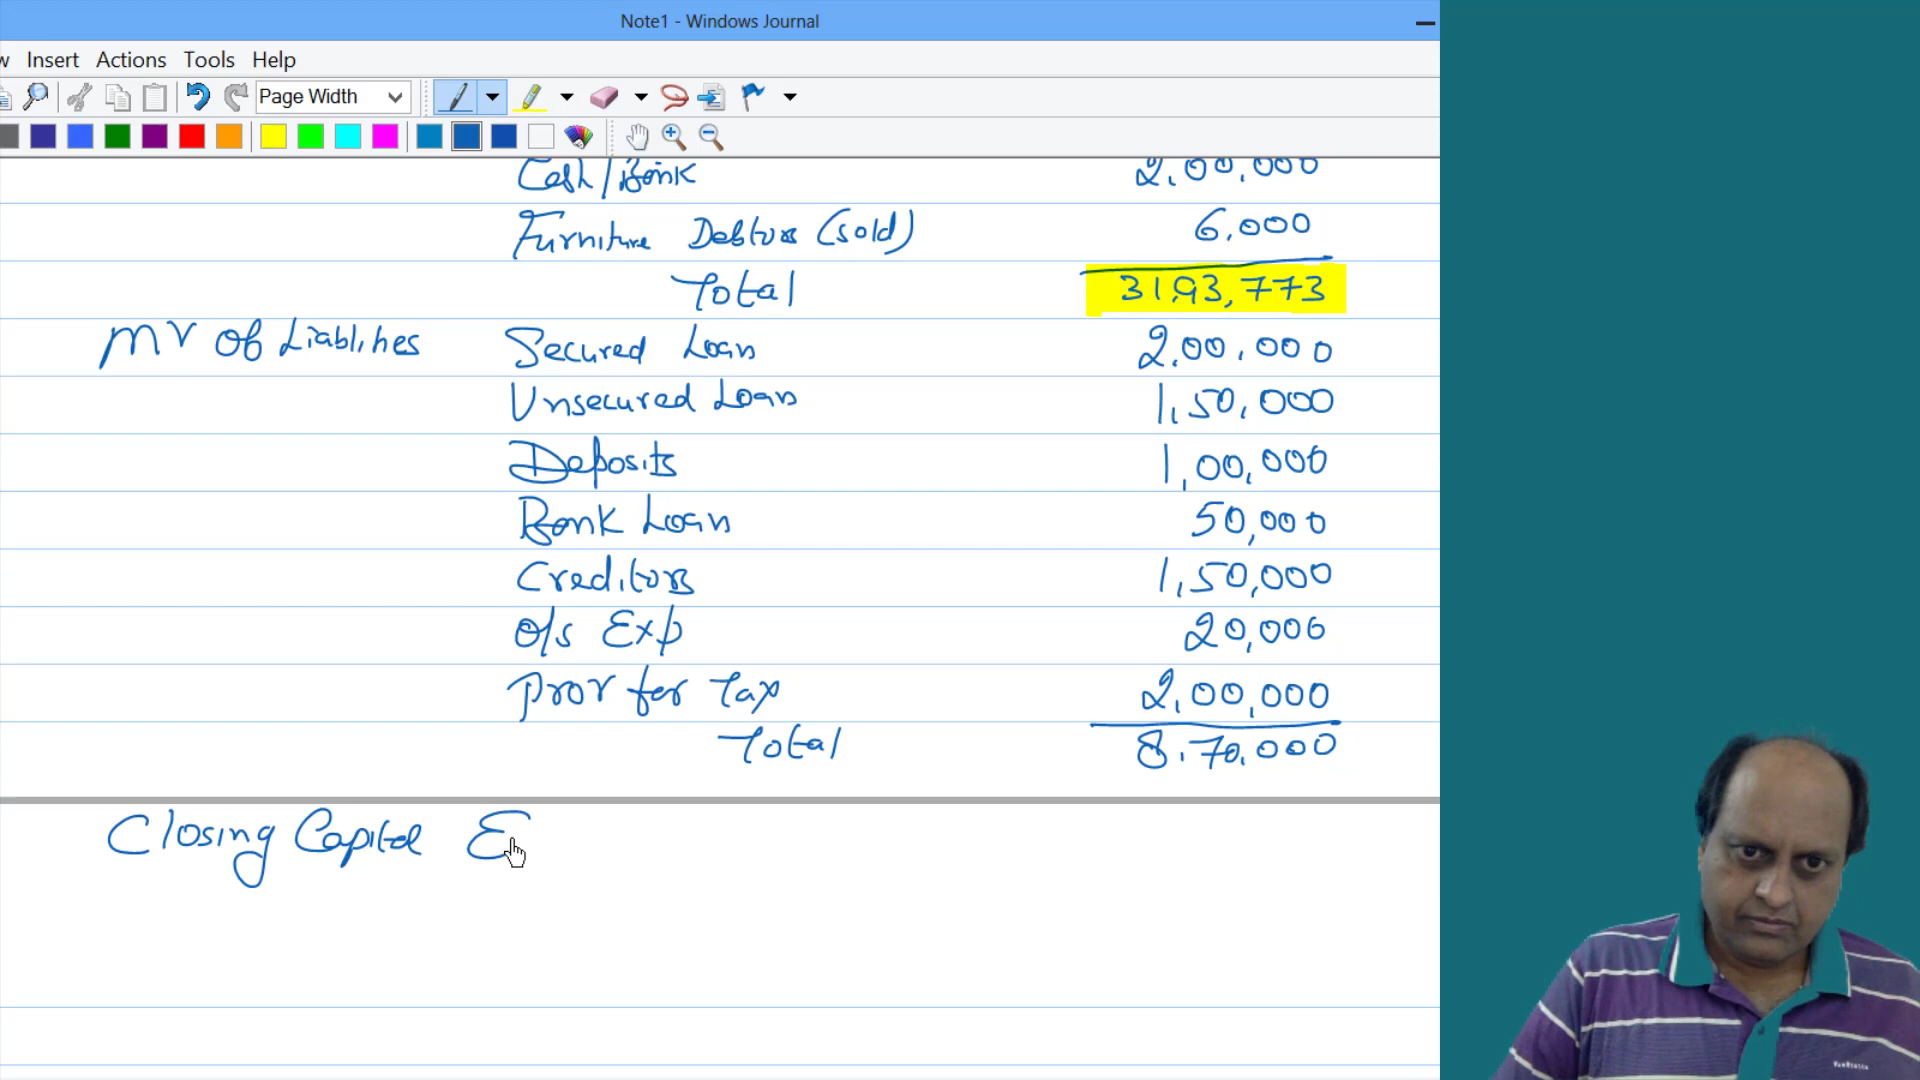 Note1 - Windows Journal
w Insert Actions Tools Help
Page Width
Cash/Bank 2,00,000
Furniture Debtors (sold) 6,000
Total 31,93,773
MV of Liablihes Secured Loan 2,00,000
Unsecured Loan 1,50,000
Deposits 1,00,000
Bank Loan 50,000
Creditors 1,50,000
O/s Exp 20,000
Prov for Tax 2,00,000
Total 8,70,000
Closing Capital E